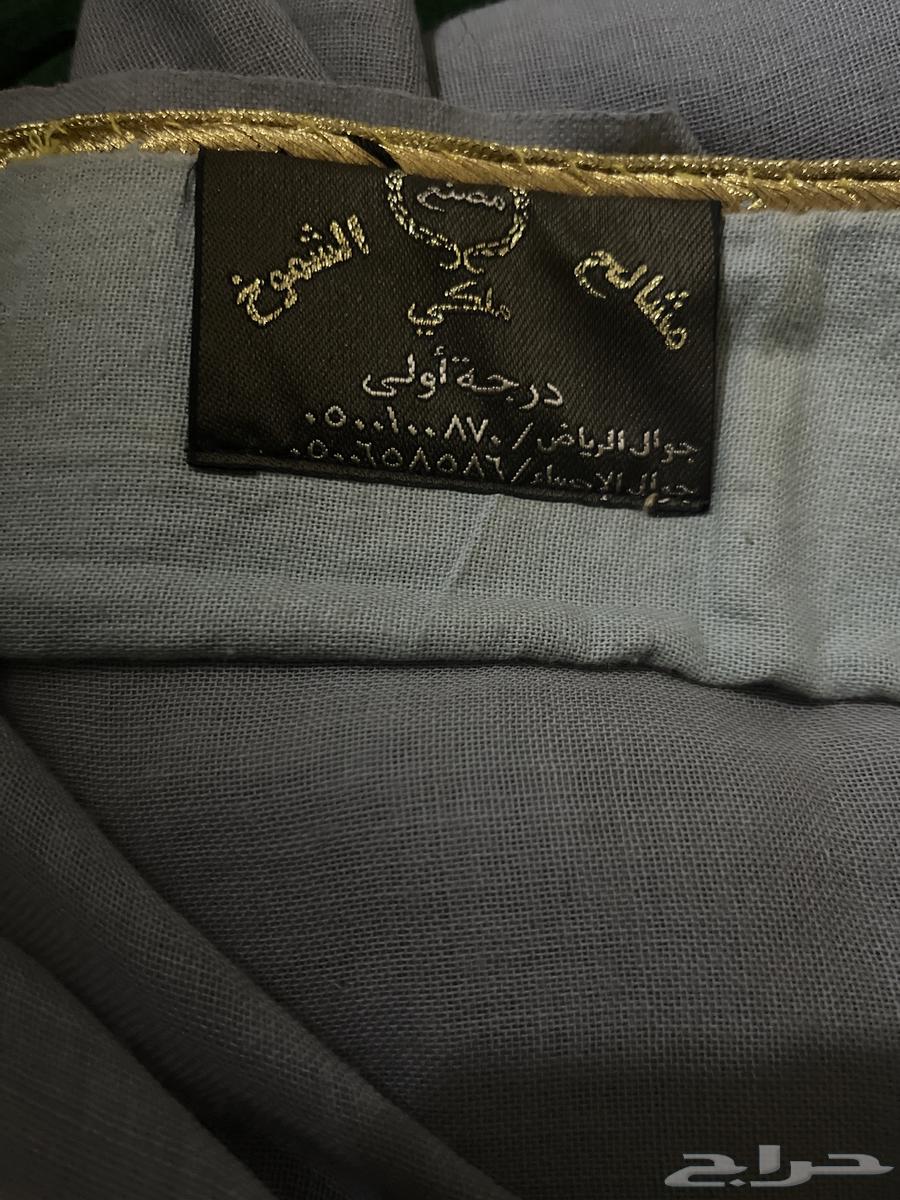 مصنع
مشالح الشموخ
ملكي
درجة أولى
جوال الرياض/٠٥٠٠١٠٠٨٧٠
جوال الإحساء/٠٥٠٠٦٥٨٥٨٦
حراج